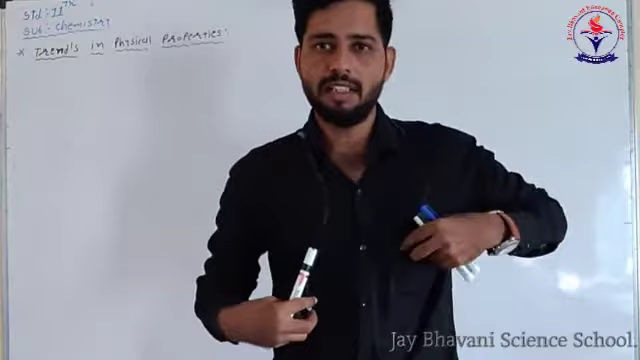 Std:- 11th
Sub:- Chemistry
* Trends in Physical Properties:
Jay Bhavani Science School.